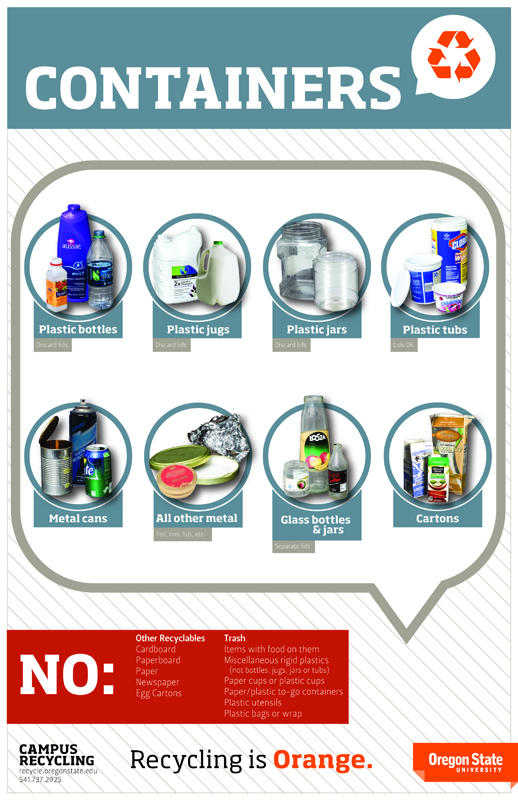 CONTAINERS
Plastic bottles
Discard lids
Plastic jugs
Discard lids
Plastic jars
Discard lids
Plastic tubs
Lids OK
Metal cans
All other metal
Foil, tins, lids, etc.
Glass bottles
& jars
Separate lids
Cartons
NO:
Other Recyclables
Cardboard
Paperboard
Paper
Newspaper
Egg Cartons
Trash
Items with food on them
Miscellaneous rigid plastics
(not bottles, jugs, jars or tubs)
Paper cups or plastic cups
Paper/plastic to-go containers
Plastic utensils
Plastic bags or wrap
CAMPUS
RECYCLING
recycle.oregonstate.edu
541.737.2925
Recycling is Orange.
Oregon State
UNIVERSITY